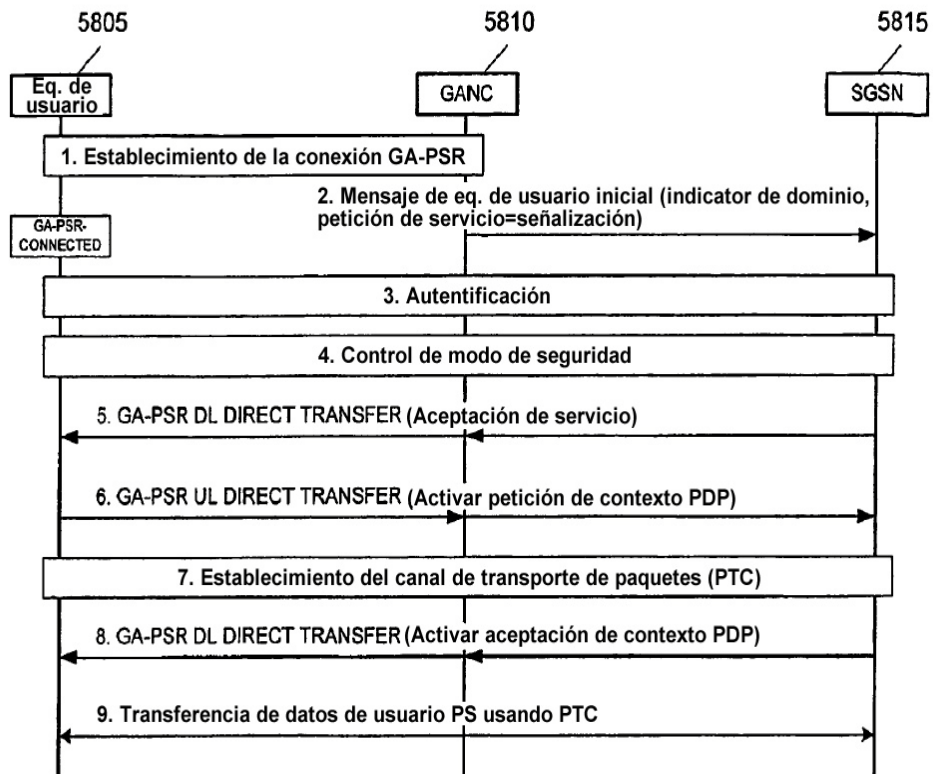 5805
5810
5815
Eq. de
usuario
GANC
SGSN
1. Establecimiento de la conexión GA-PSR
2. Mensaje de eq. de usuario inicial (indicator de dominio,
petición de servicio=señalización)
GA-PSR-
CONNECTED
3. Autentificación
4. Control de modo de seguridad
5. GA-PSR DL DIRECT TRANSFER (Aceptación de servicio)
6. GA-PSR UL DIRECT TRANSFER (Activar petición de contexto PDP)
7. Establecimiento del canal de transporte de paquetes (PTC)
8. GA-PSR DL DIRECT TRANSFER (Activar aceptación de contexto PDP)
9. Transferencia de datos de usuario PS usando PTC